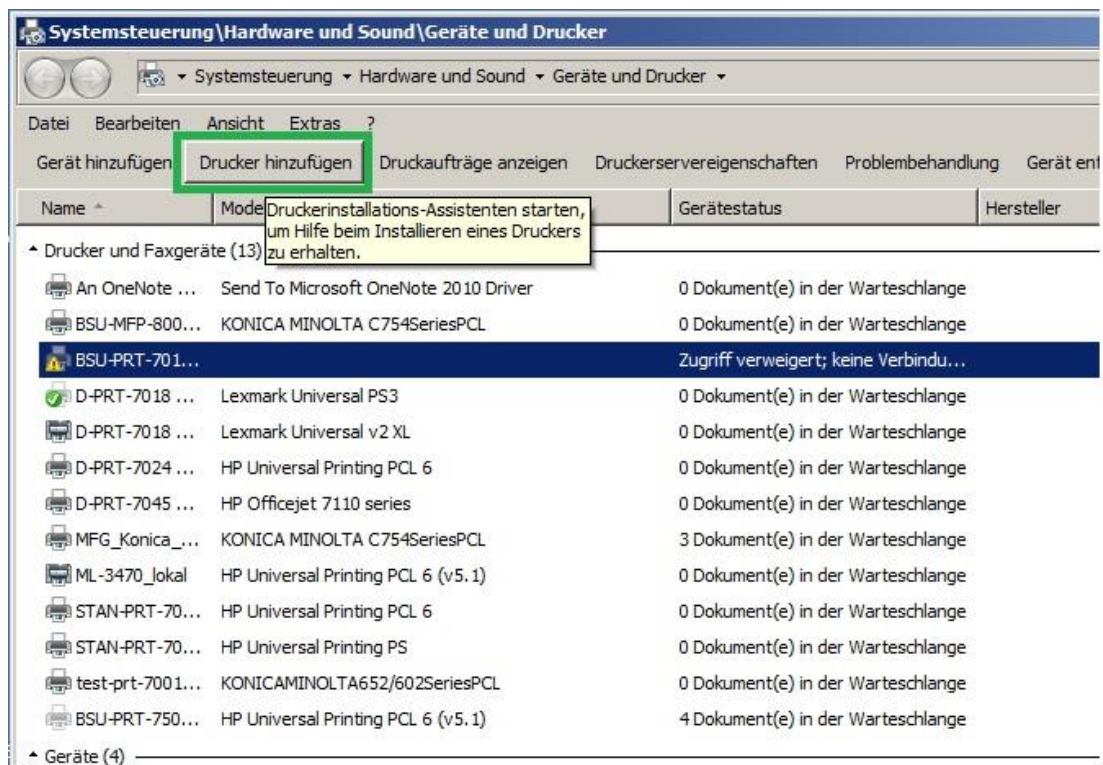 Systemsteuerung\Hardware und Sound\Geräte und Drucker
Systemsteuerung Hardware und Sound Geräte und Drucker
Datei Bearbeiten Ansicht Extras ?
Gerät hinzufügen Drucker hinzufügen Druckaufträge anzeigen Druckerservereigenschaften Problembehandlung Gerät ent
Name Mode Gerätestatus Hersteller
Druckerinstallations-Assistenten starten,
um Hilfe beim Installieren eines Druckers
zu erhalten.
Drucker und Faxgeräte (13)
An OneNote ... Send To Microsoft OneNote 2010 Driver 0 Dokument(e) in der Warteschlange
BSU-MFP-800... KONICA MINOLTA C754SeriesPCL 0 Dokument(e) in der Warteschlange
BSU-PRT-701... Zugriff verweigert; keine Verbindu...
D-PRT-7018 ... Lexmark Universal PS3 0 Dokument(e) in der Warteschlange
D-PRT-7018 ... Lexmark Universal v2 XL 0 Dokument(e) in der Warteschlange
D-PRT-7024 ... HP Universal Printing PCL 6 0 Dokument(e) in der Warteschlange
D-PRT-7045 ... HP Officejet 7110 series 0 Dokument(e) in der Warteschlange
MFG_Konica_... KONICA MINOLTA C754SeriesPCL 3 Dokument(e) in der Warteschlange
ML-3470_lokal HP Universal Printing PCL 6 (v5.1) 0 Dokument(e) in der Warteschlange
STAN-PRT-70... HP Universal Printing PCL 6 0 Dokument(e) in der Warteschlange
STAN-PRT-70... HP Universal Printing PS 0 Dokument(e) in der Warteschlange
test-prt-7001... KONICAMINOLTA652/602SeriesPCL 0 Dokument(e) in der Warteschlange
BSU-PRT-750... HP Universal Printing PCL 6 (v5.1) 4 Dokument(e) in der Warteschlange
Geräte (4)